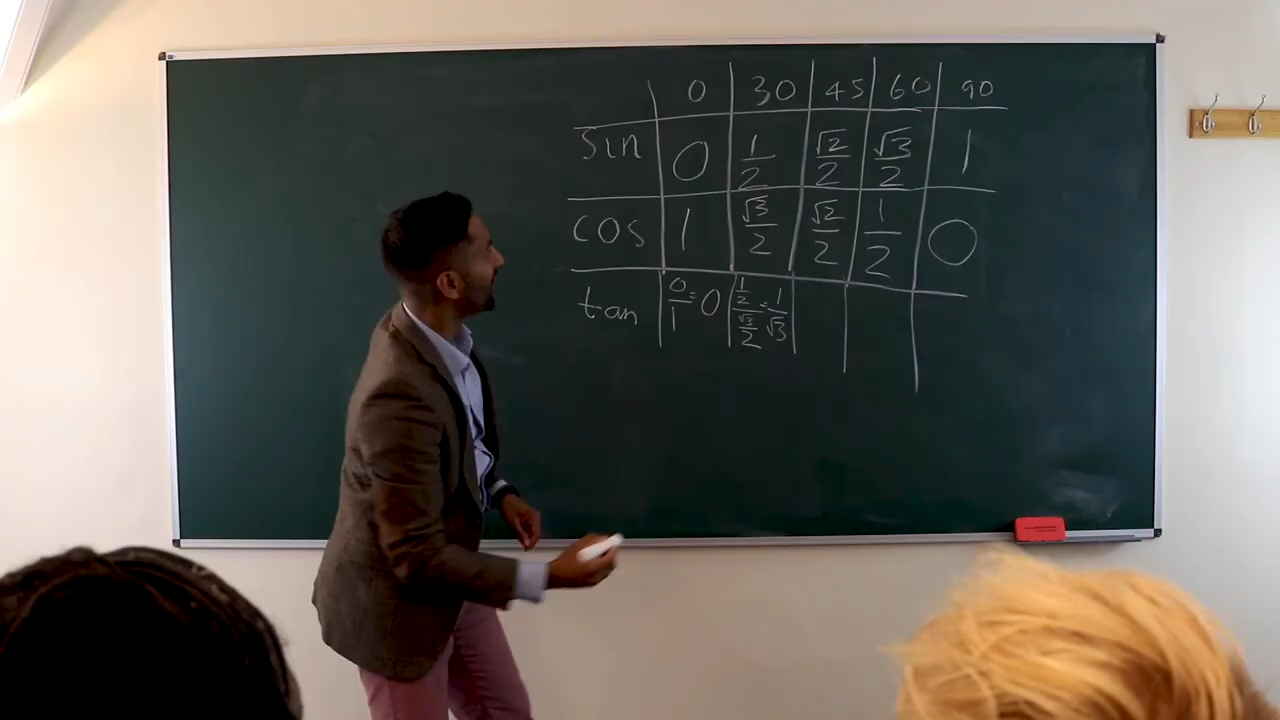 0 30 45 60 90
Sin 0 1/2 √2/2 √3/2 1
cos 1 √3/2 √2/2 1/2 0
tan 0/1=0 1/2/√3/2=1/√3